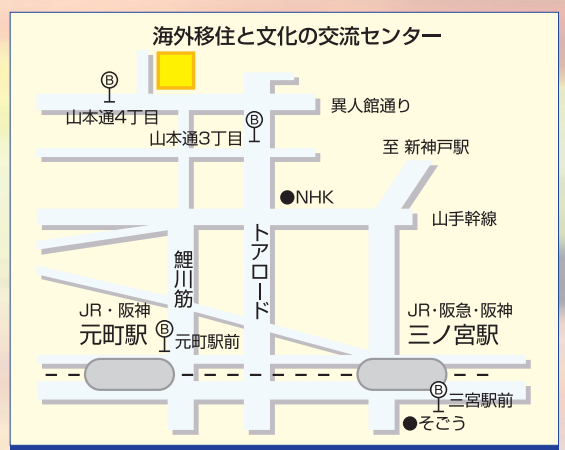 海外移住と文化の交流センター
B
山本通4丁目
B
山本通3丁目
異人館通り
至 新神戸駅
●NHK
山手幹線
トアロード
鯉川筋
JR・阪神
元町駅
B
元町駅前
JR・阪急・阪神
三ノ宮駅
B
三宮駅前
●そごう